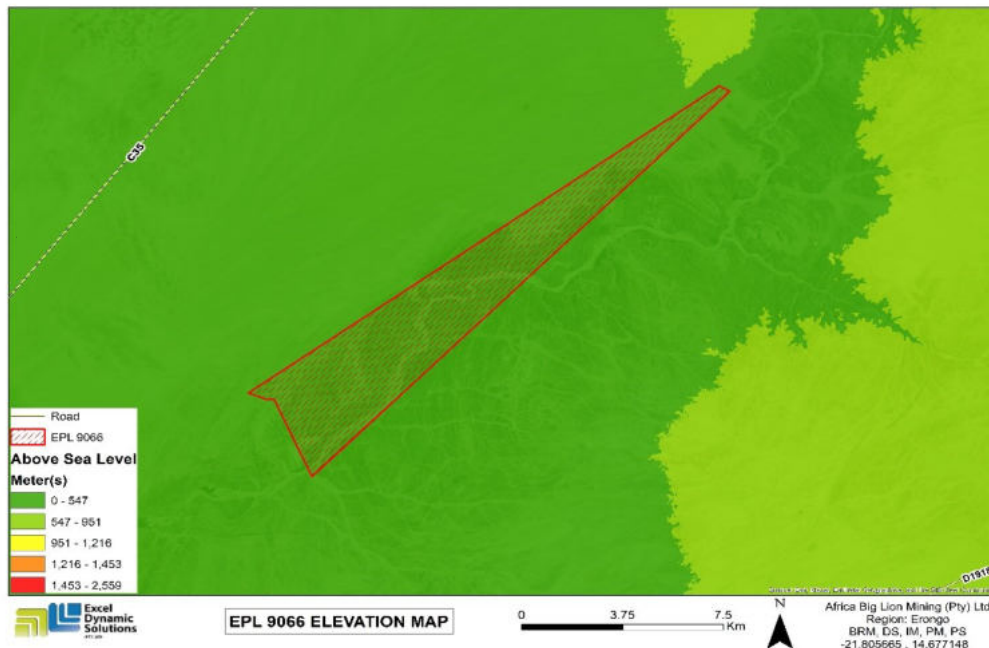 C35
Road
EPL 9066
Above Sea Level
Meter(s)
0 - 547
547 - 951
951 - 1,216
1,216 - 1,453
1,453 - 2,559
D1918
Excel
Dynamic
Solutions
EPL 9066 ELEVATION MAP
0 3.75 7.5
Km
N
Africa Big Lion Mining (Pty) Ltd
Region: Erongo
BRM, DS, IM, PM, PS
-21.805665 , 14.677148